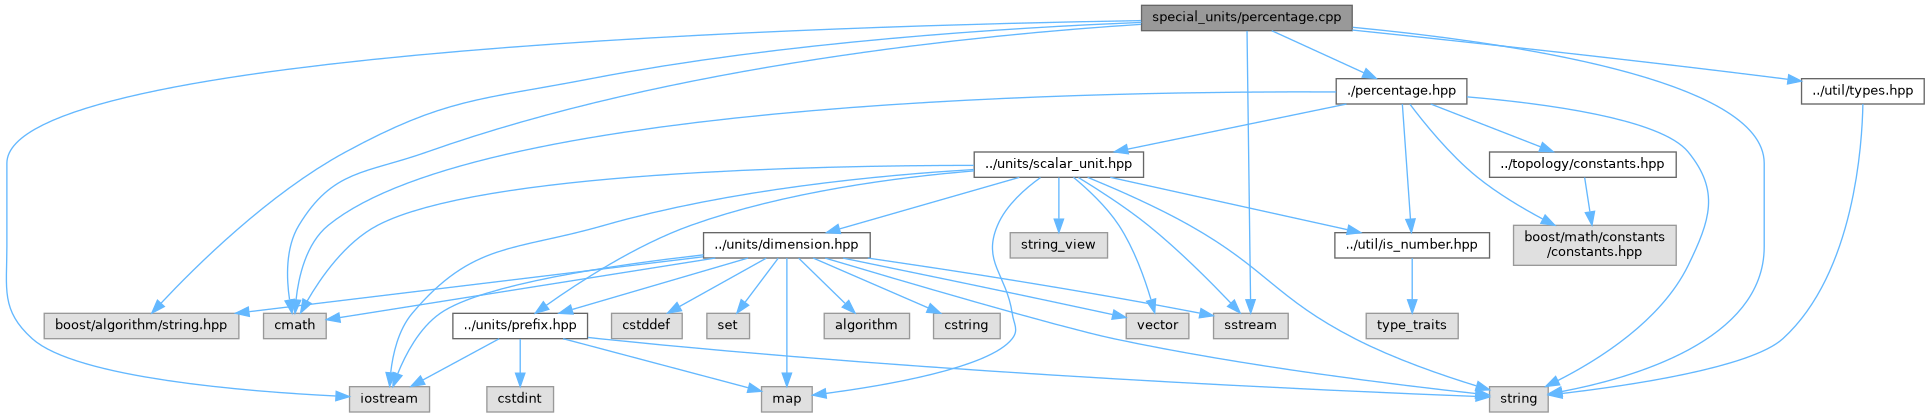 special_units/percentage.cpp
./percentage.hpp
../util/types.hpp
../units/scalar_unit.hpp
../topology/constants.hpp
../units/dimension.hpp
string_view
../util/is_number.hpp
boost/math/constants
/constants.hpp
boost/algorithm/string.hpp
cmath
../units/prefix.hpp
cstddef
set
algorithm
cstring
vector
sstream
type_traits
iostream
cstdint
map
string